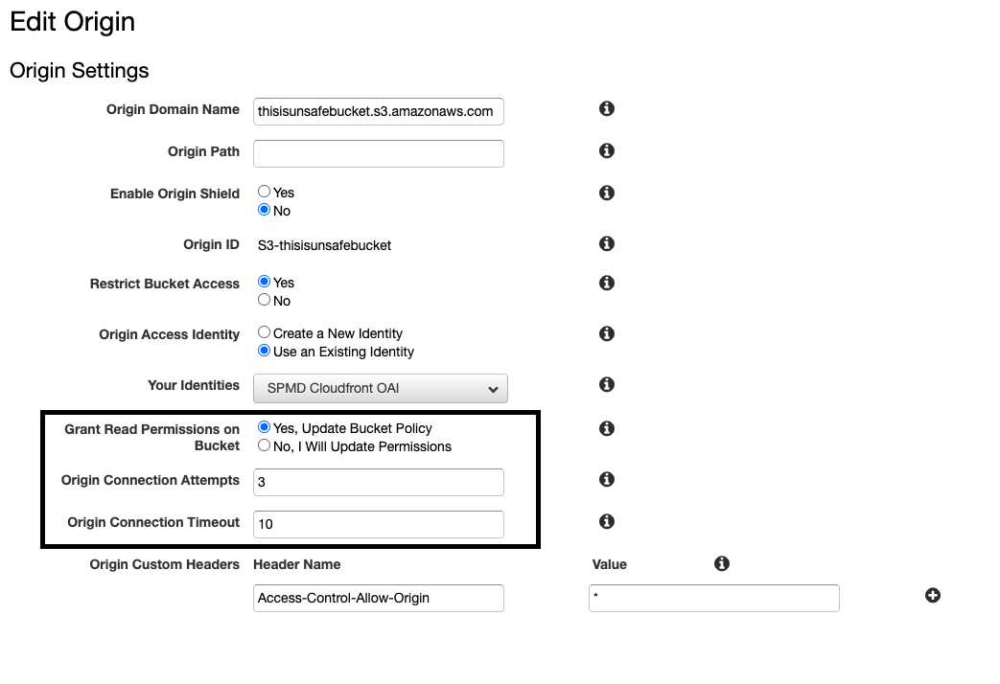 Edit Origin
Origin Settings
Origin Domain Name thisisunsafebucket.s3.amazonaws.com
Origin Path
Enable Origin Shield Yes
No
Origin ID S3-thisisunsafebucket
Restrict Bucket Access Yes
No
Origin Access Identity Create a New Identity
Use an Existing Identity
Your Identities SPMD Cloudfront OAI
Grant Read Permissions on Yes, Update Bucket Policy
Bucket No, I Will Update Permissions
Origin Connection Attempts 3
Origin Connection Timeout 10
Origin Custom Headers Header Name Value
Access-Control-Allow-Origin *